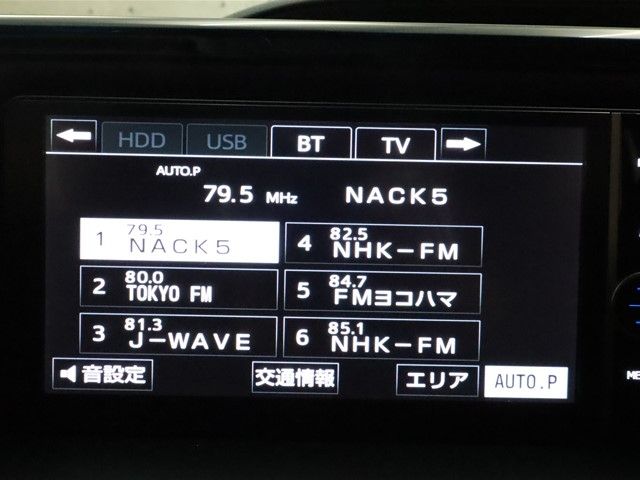 HDD USB BT TV
AUTO.P
79.5 MHz NACK5
1 79.5 NACK5
2 80.0 TOKYO FM
3 81.3 J-WAVE
4 82.5 NHK-FM
5 84.7 FMヨコハマ
6 85.1 NHK-FM
音設定 交通情報 エリア AUTO.P